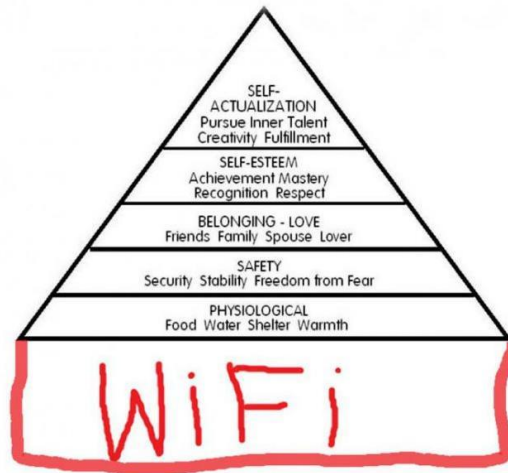 SELF-
ACTUALIZATION
Pursue Inner Talent
Creativity Fulfillment
SELF-ESTEEM
Achievement Mastery
Recognition Respect
BELONGING - LOVE
Friends Family Spouse Lover
SAFETY
Security Stability Freedom from Fear
PHYSIOLOGICAL
Food Water Shelter Warmth
WiFi